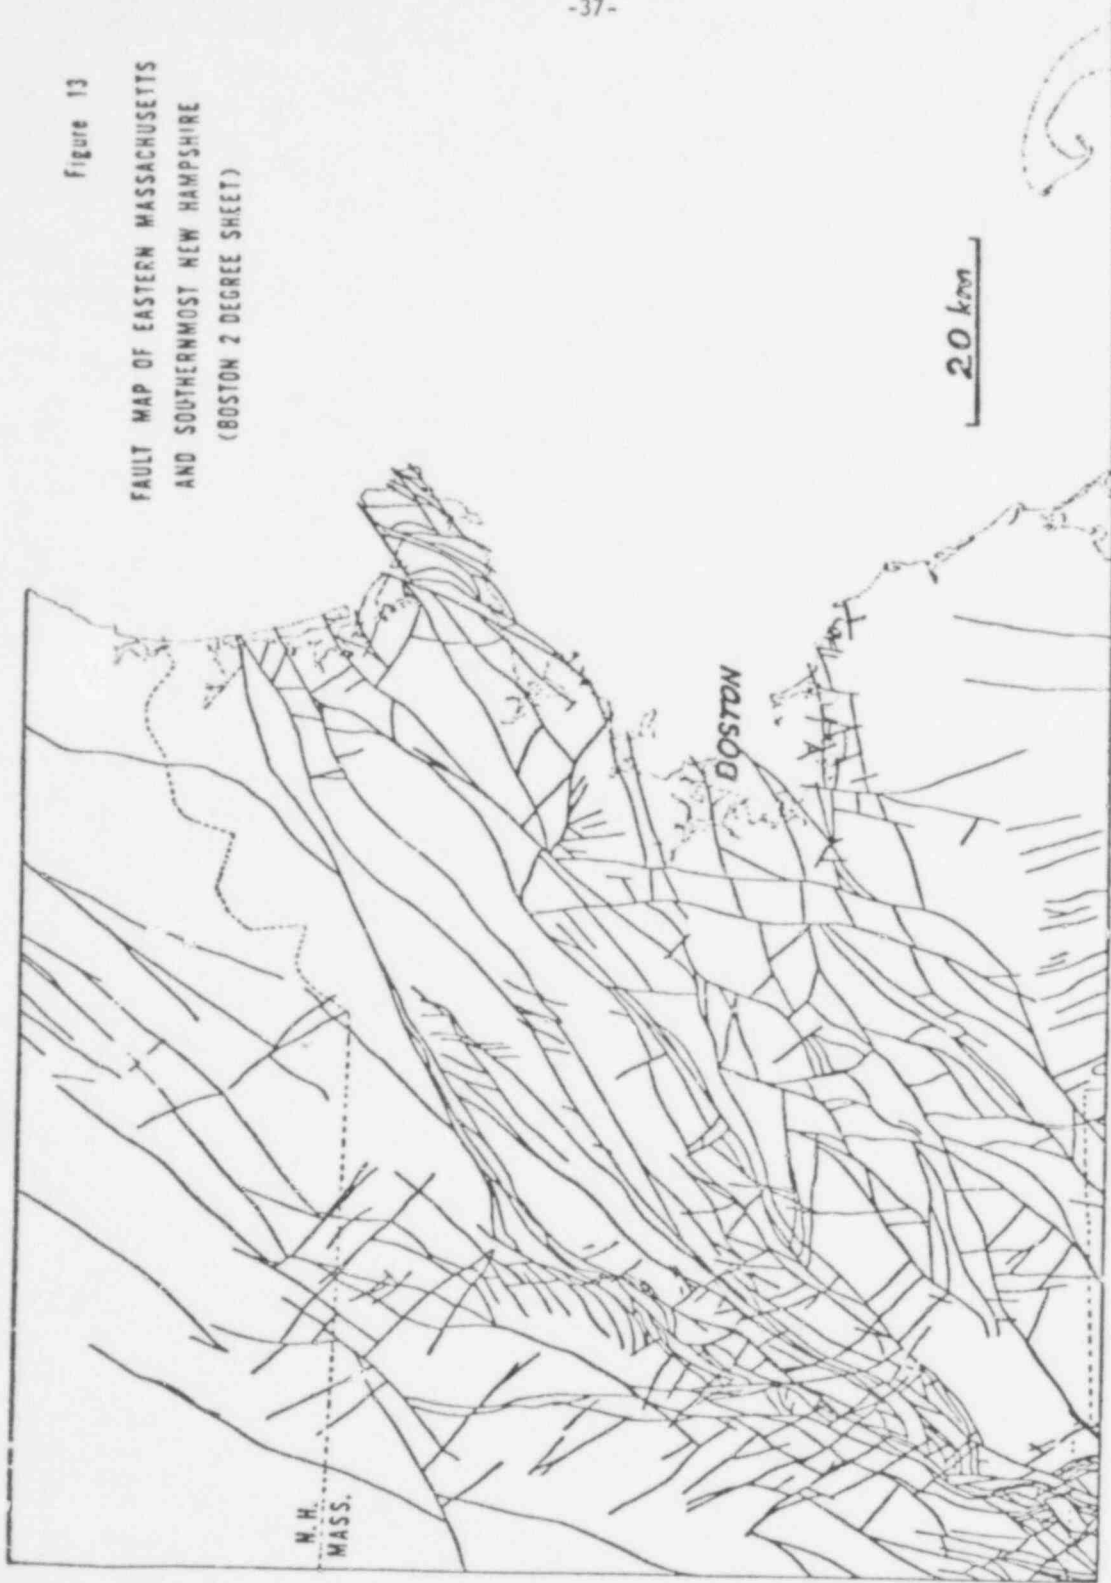 -37-
Figure 13
FAULT MAP OF EASTERN MASSACHUSETTS
AND SOUTHERNMOST NEW HAMPSHIRE
(BOSTON 2 DEGREE SHEET)
20 km
BOSTON
N.H.
MASS.